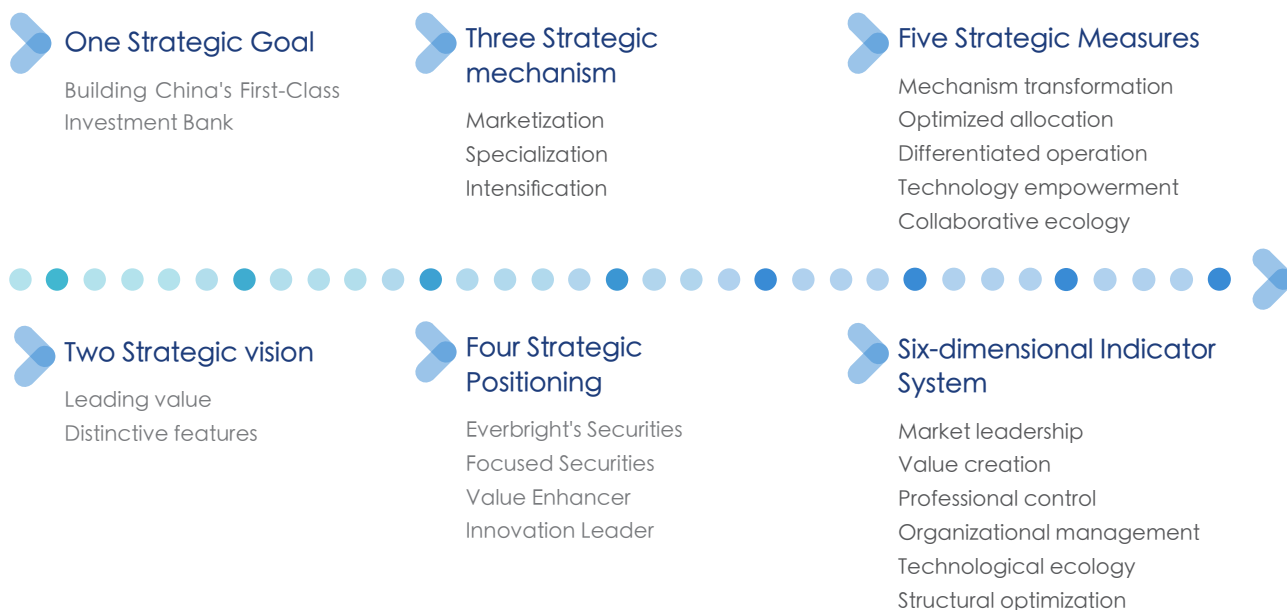 One Strategic Goal
Building China's First-Class
Investment Bank
Three Strategic
mechanism
Marketization
Specialization
Intensification
Five Strategic Measures
Mechanism transformation
Optimized allocation
Differentiated operation
Technology empowerment
Collaborative ecology
Two Strategic vision
Leading value
Distinctive features
Four Strategic
Positioning
Everbright's Securities
Focused Securities
Value Enhancer
Innovation Leader
Six-dimensional Indicator
System
Market leadership
Value creation
Professional control
Organizational management
Technological ecology
Structural optimization